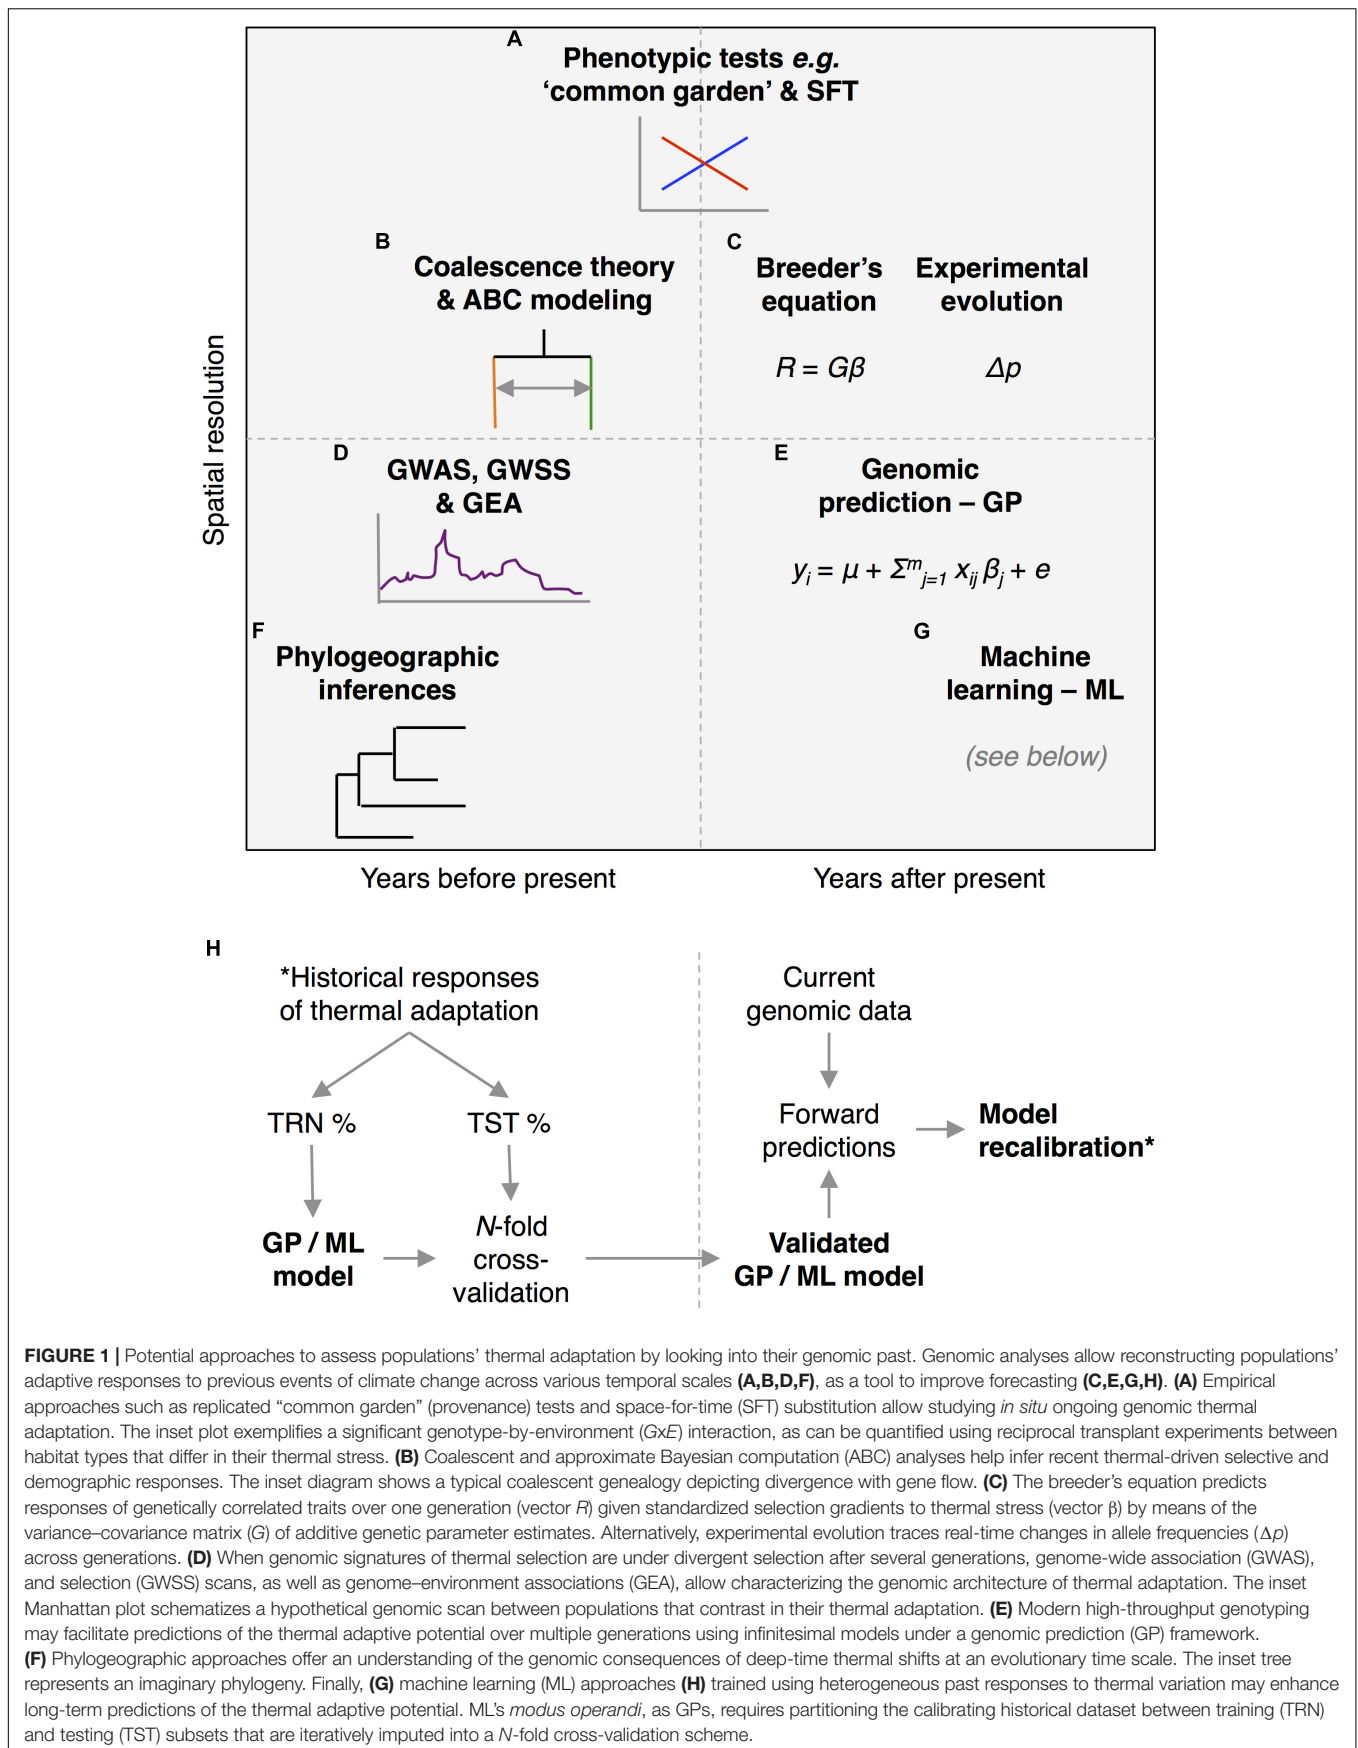 A
Phenotypic tests e.g.
‘common garden’ & SFT
B
Coalescence theory
& ABC modeling
C
Breeder’s
equation
Experimental
evolution
R = Gβ
Δp
Spatial resolution
D
GWAS, GWSS
& GEA
E
Genomic
prediction – GP
yi = μ + Σmj=1 xij βj + e
F
Phylogeographic
inferences
G
Machine
learning – ML
(see below)
Years before present
Years after present
H
*Historical responses
of thermal adaptation
Current
genomic data
TRN %
TST %
Forward
predictions
Model
recalibration*
GP / ML
model
N-fold
cross-
validation
Validated
GP / ML model
FIGURE 1 | Potential approaches to assess populations’ thermal adaptation by looking into their genomic past. Genomic analyses allow reconstructing populations’
adaptive responses to previous events of climate change across various temporal scales (A,B,D,F), as a tool to improve forecasting (C,E,G,H). (A) Empirical
approaches such as replicated “common garden” (provenance) tests and space-for-time (SFT) substitution allow studying in situ ongoing genomic thermal
adaptation. The inset plot exemplifies a significant genotype-by-environment (GxE) interaction, as can be quantified using reciprocal transplant experiments between
habitat types that differ in their thermal stress. (B) Coalescent and approximate Bayesian computation (ABC) analyses help infer recent thermal-driven selective and
demographic responses. The inset diagram shows a typical coalescent genealogy depicting divergence with gene flow. (C) The breeder’s equation predicts
responses of genetically correlated traits over one generation (vector R) given standardized selection gradients to thermal stress (vector β) by means of the
variance–covariance matrix (G) of additive genetic parameter estimates. Alternatively, experimental evolution traces real-time changes in allele frequencies (Δp)
across generations. (D) When genomic signatures of thermal selection are under divergent selection after several generations, genome-wide association (GWAS),
and selection (GWSS) scans, as well as genome–environment associations (GEA), allow characterizing the genomic architecture of thermal adaptation. The inset
Manhattan plot schematizes a hypothetical genomic scan between populations that contrast in their thermal adaptation. (E) Modern high-throughput genotyping
may facilitate predictions of the thermal adaptive potential over multiple generations using infinitesimal models under a genomic prediction (GP) framework.
(F) Phylogeographic approaches offer an understanding of the genomic consequences of deep-time thermal shifts at an evolutionary time scale. The inset tree
represents an imaginary phylogeny. Finally, (G) machine learning (ML) approaches (H) trained using heterogeneous past responses to thermal variation may enhance
long-term predictions of the thermal adaptive potential. ML’s modus operandi, as GPs, requires partitioning the calibrating historical dataset between training (TRN)
and testing (TST) subsets that are iteratively imputed into a N-fold cross-validation scheme.